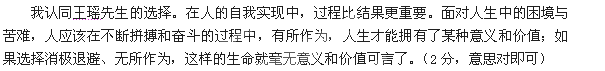 我认同王瑶先生的选择。在人的自我实现中，过程比结果更重要。面对人生中的困境与
苦难，人应该在不断拼搏和奋斗的过程中，有所作为，人生才能拥有了某种意义和价值；如
果选择消极退避、无所作为，这样的生命就毫无意义和价值可言了。（2 分，意思对即可）